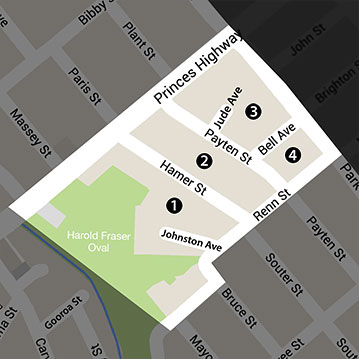 Bibby St
Plant St
Princes Highway
John St
Brighton St
Paris St
Massey St
Jude Ave
3
Bell Ave
Payten St
2
4
Hamer St
1
Renn St
Payten St
Harold Fraser
Oval
Johnston Ave
Souter St
Bruce St
Gooroa St